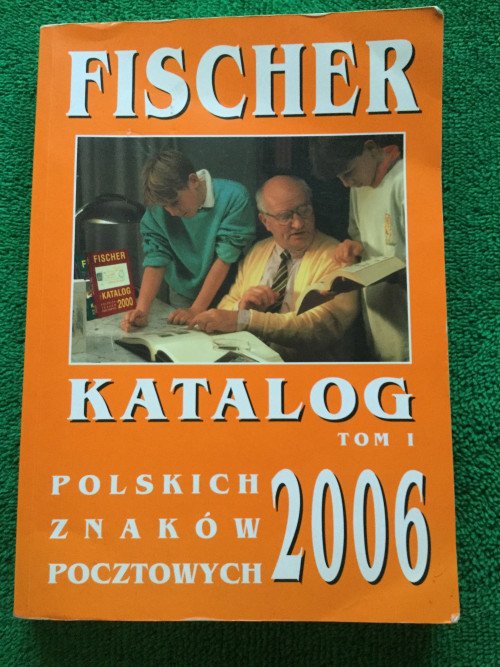 FISCHER
FISCHER
KATALOG
2000
KATALOG
TOM I
POLSKICH
ZNAKÓW
POCZTOWYCH
2006